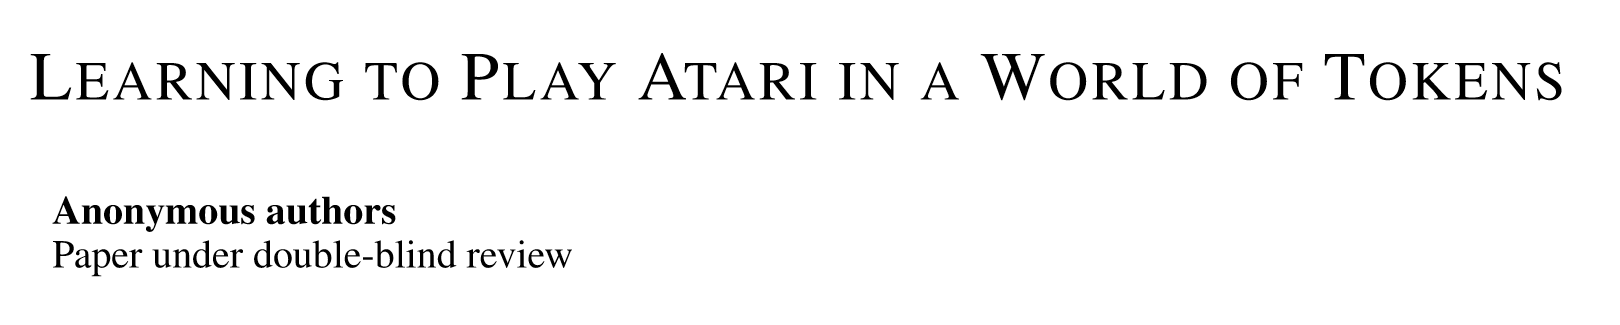 LEARNING TO PLAY ATARI IN A WORLD OF TOKENS
Anonymous authors
Paper under double-blind review